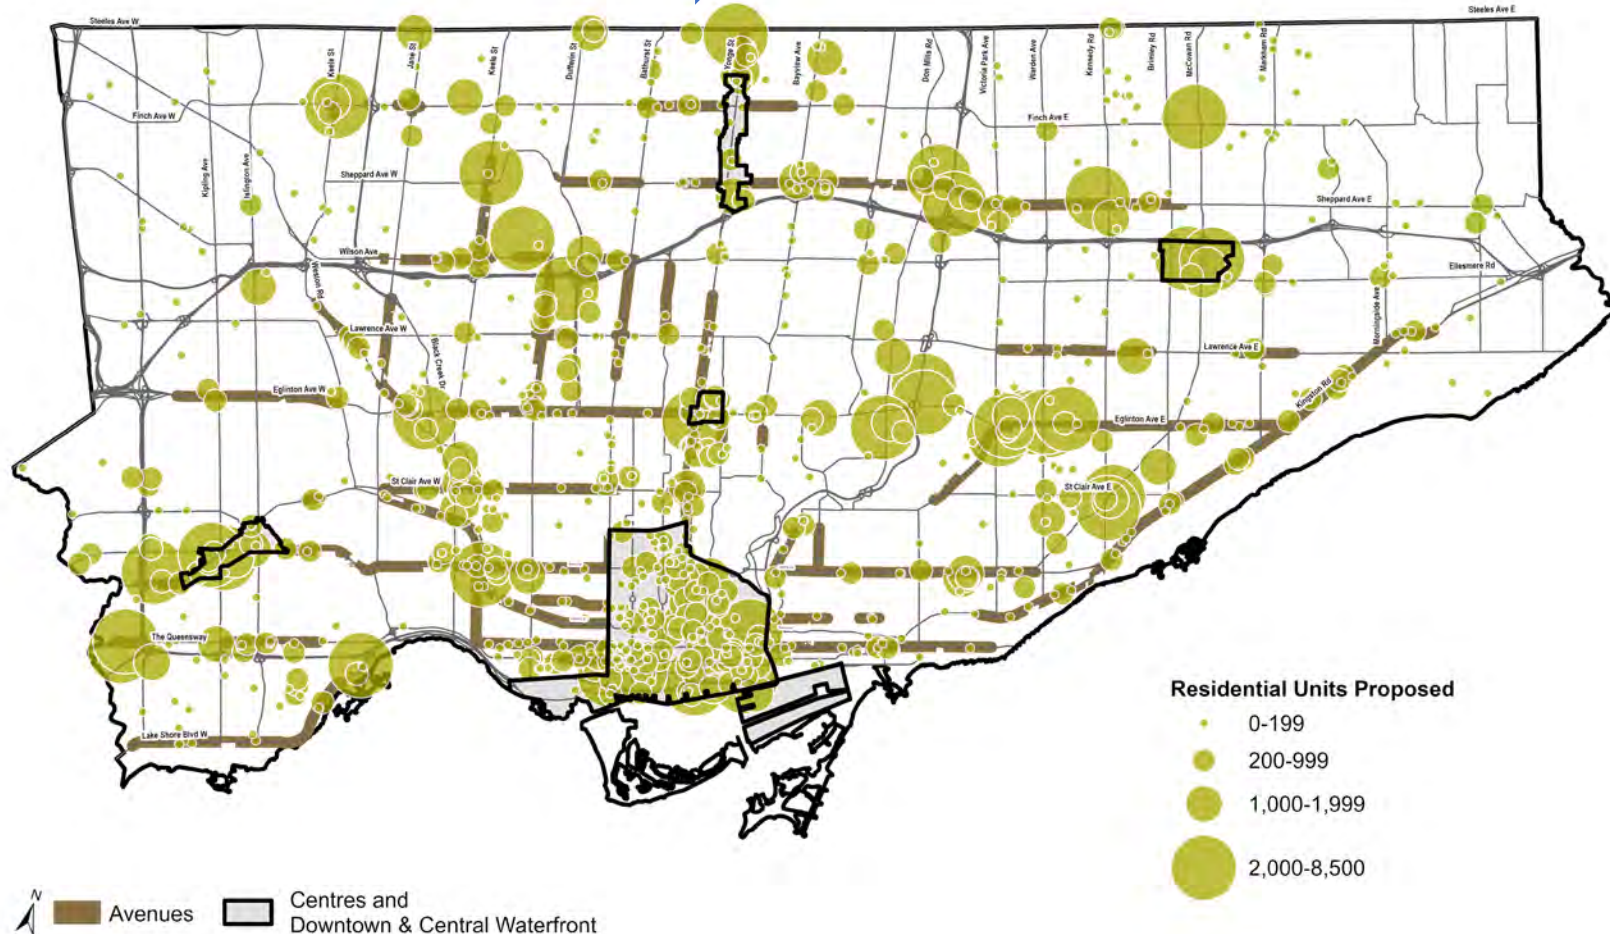 Steeles Ave W
Steeles Ave E
Keele St
Jane St
Keele St
Dufferin St
Bathurst St
Yonge St
Bayview Ave
Don Mills Rd
Victoria Park Ave
Warden Ave
Kennedy Rd
Brimley Rd
McCowan Rd
Markham Rd
Finch Ave W
Finch Ave E
Kipling Ave
Islington Ave
Sheppard Ave W
Sheppard Ave E
Wilson Ave
Weston Rd
Ellesmere Rd
Morningside Ave
Lawrence Ave W
Black Creek Dr
Lawrence Ave E
Eglinton Ave W
Kingston Rd
Eglinton Ave E
St Clair Ave W
St Clair Ave E
The Queensway
Lake Shore Blvd W
Residential Units Proposed
0-199
200-999
1,000-1,999
2,000-8,500
N
Avenues
Centres and
Downtown & Central Waterfront